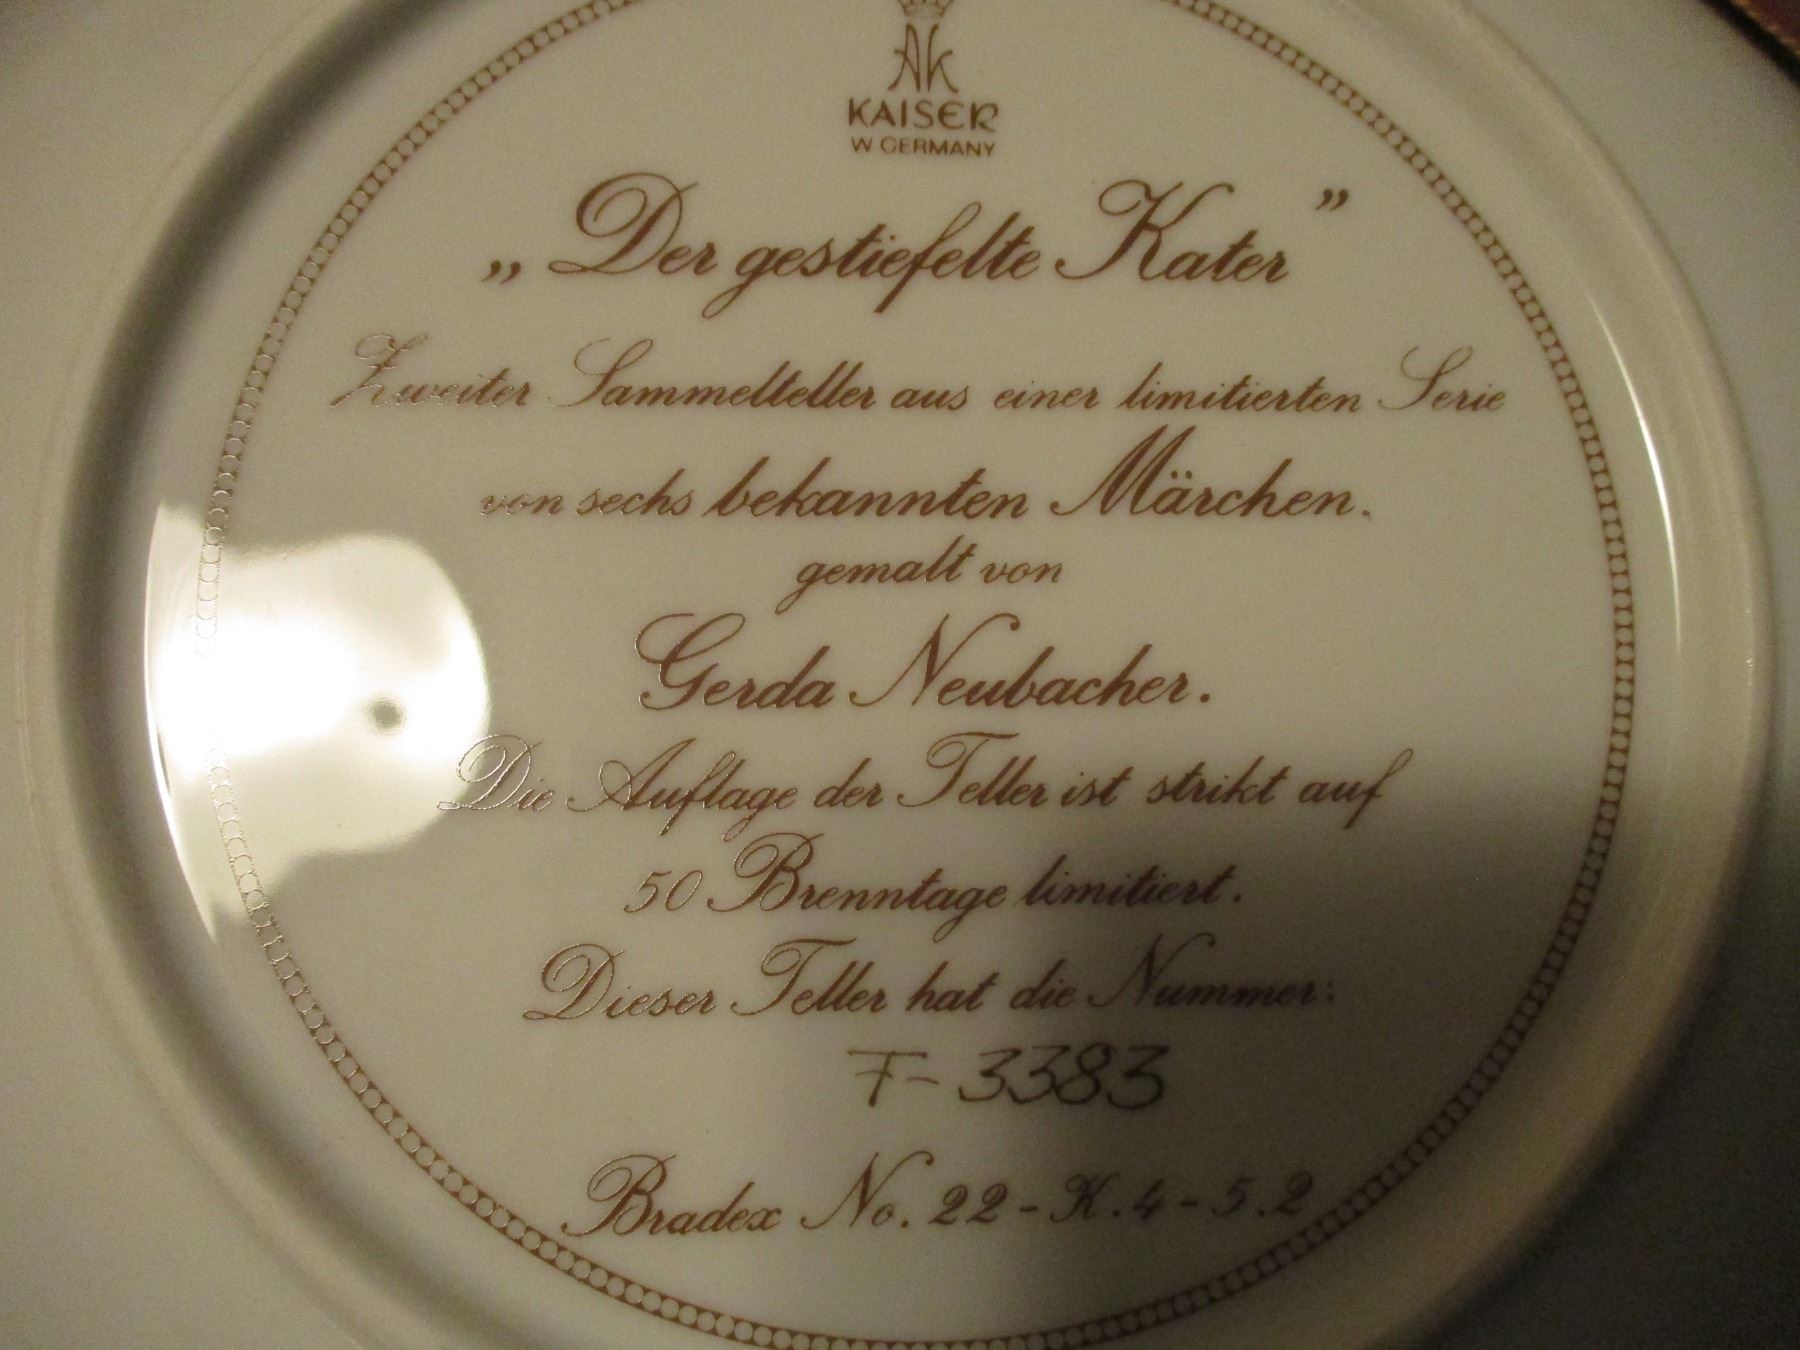 AK
KAISER
W GERMANY
„Der gestiefelte Kater”
Zweiter Sammelteller aus einer limitierten Serie
von sechs bekannten Märchen.
gemalt von
Gerda Neubacher.
Die Auflage der Teller ist strikt auf
50 Brenntage limitiert.
Dieser Teller hat die Nummer:
F-3383
Bradex No. 22-K.4-5.2